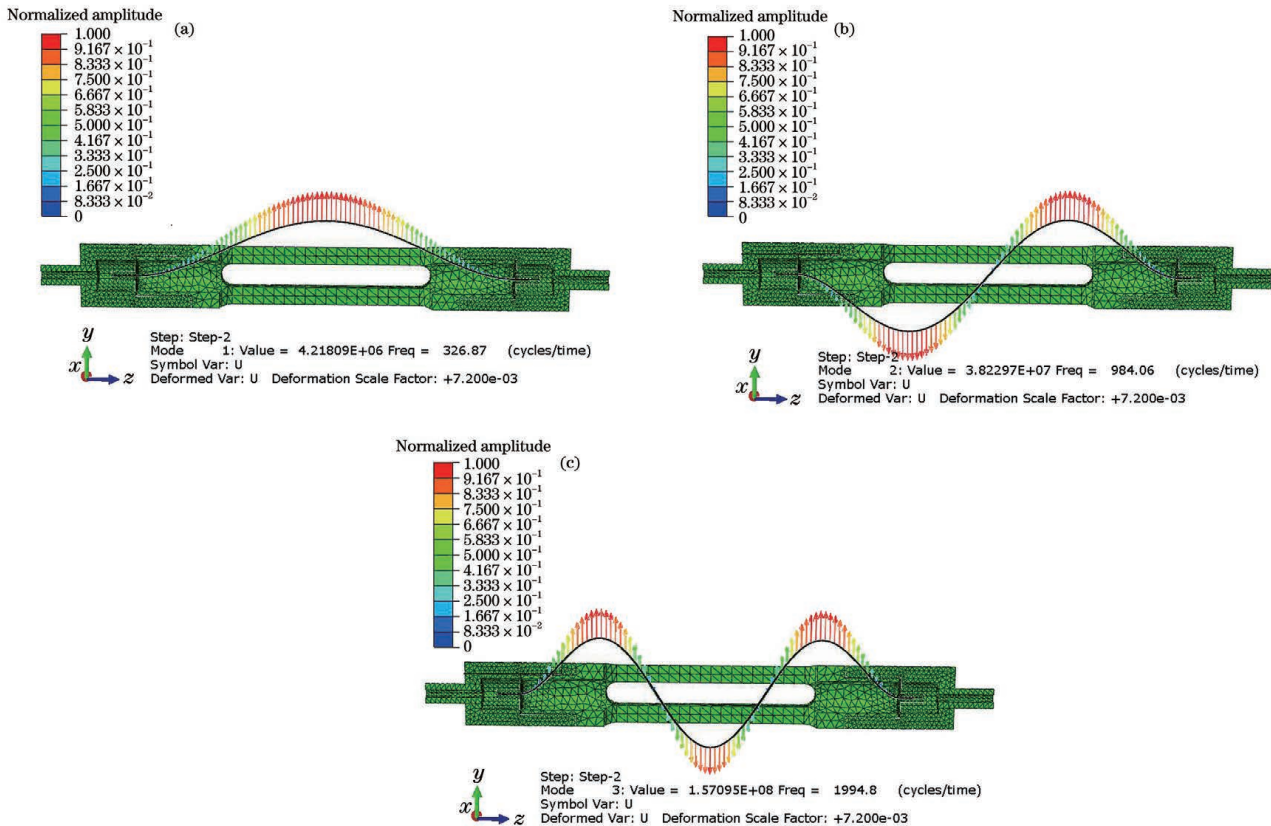 Normalized amplitude
(a)
1.000
9.167 × 10⁻¹
8.333 × 10⁻¹
7.500 × 10⁻¹
6.667 × 10⁻¹
5.833 × 10⁻¹
5.000 × 10⁻¹
4.167 × 10⁻¹
3.333 × 10⁻¹
2.500 × 10⁻¹
1.667 × 10⁻¹
8.333 × 10⁻²
0
y
x
z
Step: Step-2
Mode 1: Value = 4.21809E+06 Freq = 326.87 (cycles/time)
Symbol Var: U
Deformed Var: U Deformation Scale Factor: +7.200e-03
Normalized amplitude
(b)
1.000
9.167 × 10⁻¹
8.333 × 10⁻¹
7.500 × 10⁻¹
6.667 × 10⁻¹
5.833 × 10⁻¹
5.000 × 10⁻¹
4.167 × 10⁻¹
3.333 × 10⁻¹
2.500 × 10⁻¹
1.667 × 10⁻¹
8.333 × 10⁻²
0
y
x
z
Step: Step-2
Mode 2: Value = 3.82297E+07 Freq = 984.06 (cycles/time)
Symbol Var: U
Deformed Var: U Deformation Scale Factor: +7.200e-03
Normalized amplitude
(c)
1.000
9.167 × 10⁻¹
8.333 × 10⁻¹
7.500 × 10⁻¹
6.667 × 10⁻¹
5.833 × 10⁻¹
5.000 × 10⁻¹
4.167 × 10⁻¹
3.333 × 10⁻¹
2.500 × 10⁻¹
1.667 × 10⁻¹
8.333 × 10⁻²
0
y
x
z
Step: Step-2
Mode 3: Value = 1.57095E+08 Freq = 1994.8 (cycles/time)
Symbol Var: U
Deformed Var: U Deformation Scale Factor: +7.200e-03